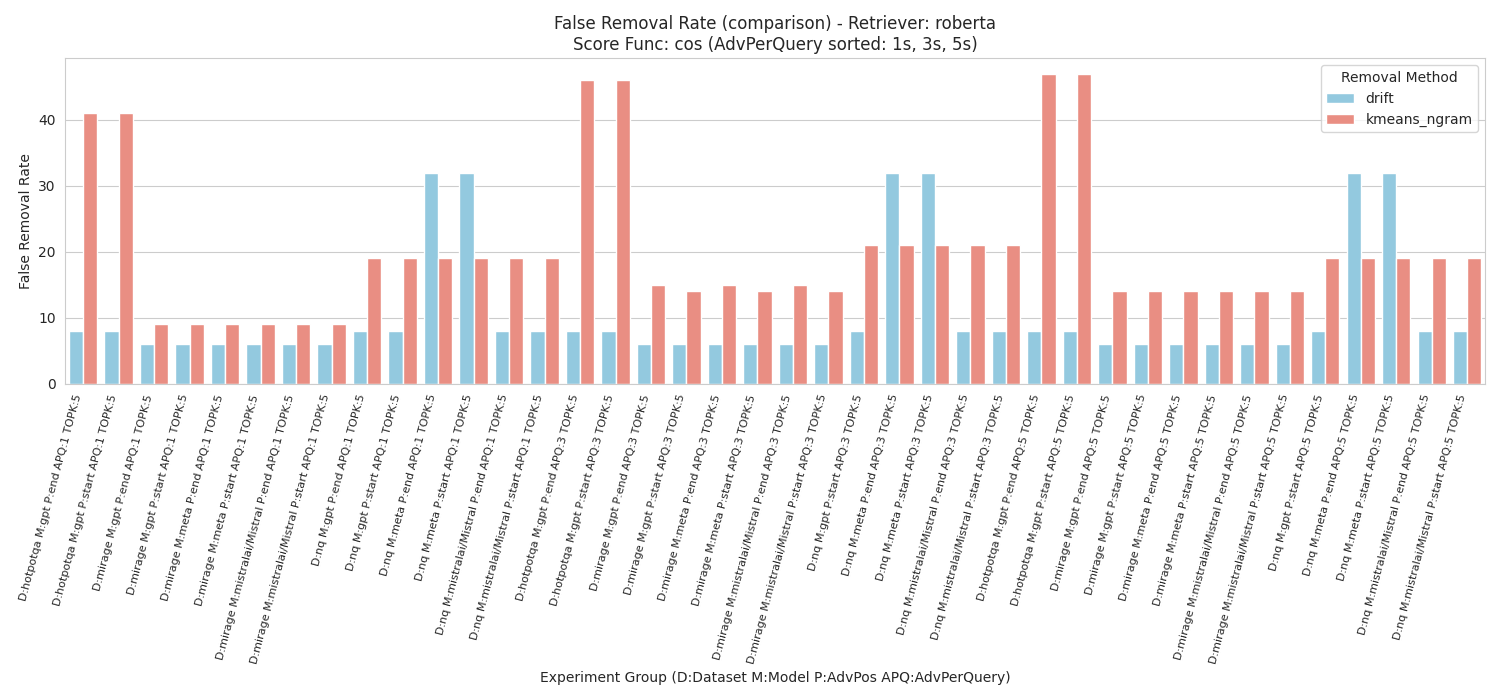 False Removal Rate (comparison) - Retriever: roberta
Score Func: cos (AdvPerQuery sorted: 1s, 3s, 5s)
Removal Method
drift
kmeans_ngram
False Removal Rate
40
30
20
10
0
D:hotpotqa M:gpt P:end APQ:1 TOPK:5
D:hotpotqa M:gpt P:start APQ:1 TOPK:5
D:mirage M:gpt P:end APQ:1 TOPK:5
D:mirage M:gpt P:start APQ:1 TOPK:5
D:mirage M:meta P:end APQ:1 TOPK:5
D:mirage M:meta P:start APQ:1 TOPK:5
D:mirage M:mistralai/Mistral P:end APQ:1 TOPK:5
D:mirage M:mistralai/Mistral P:start APQ:1 TOPK:5
D:nq M:gpt P:end APQ:1 TOPK:5
D:nq M:gpt P:start APQ:1 TOPK:5
D:nq M:meta P:end APQ:1 TOPK:5
D:nq M:meta P:start APQ:1 TOPK:5
D:nq M:mistralai/Mistral P:end APQ:1 TOPK:5
D:nq M:mistralai/Mistral P:start APQ:1 TOPK:5
D:hotpotqa M:gpt P:end APQ:3 TOPK:5
D:hotpotqa M:gpt P:start APQ:3 TOPK:5
D:mirage M:gpt P:end APQ:3 TOPK:5
D:mirage M:gpt P:start APQ:3 TOPK:5
D:mirage M:meta P:end APQ:3 TOPK:5
D:mirage M:meta P:start APQ:3 TOPK:5
D:mirage M:mistralai/Mistral P:end APQ:3 TOPK:5
D:mirage M:mistralai/Mistral P:start APQ:3 TOPK:5
D:nq M:gpt P:start APQ:3 TOPK:5
D:nq M:meta P:end APQ:3 TOPK:5
D:nq M:meta P:start APQ:3 TOPK:5
D:nq M:mistralai/Mistral P:end APQ:3 TOPK:5
D:nq M:mistralai/Mistral P:start APQ:3 TOPK:5
D:hotpotqa M:gpt P:end APQ:5 TOPK:5
D:hotpotqa M:gpt P:start APQ:5 TOPK:5
D:mirage M:gpt P:end APQ:5 TOPK:5
D:mirage M:gpt P:start APQ:5 TOPK:5
D:mirage M:meta P:end APQ:5 TOPK:5
D:mirage M:meta P:start APQ:5 TOPK:5
D:mirage M:mistralai/Mistral P:end APQ:5 TOPK:5
D:mirage M:mistralai/Mistral P:start APQ:5 TOPK:5
D:nq M:gpt P:start APQ:5 TOPK:5
D:nq M:meta P:end APQ:5 TOPK:5
D:nq M:meta P:start APQ:5 TOPK:5
D:nq M:mistralai/Mistral P:end APQ:5 TOPK:5
D:nq M:mistralai/Mistral P:start APQ:5 TOPK:5
Experiment Group (D:Dataset M:Model P:AdvPos APQ:AdvPerQuery)